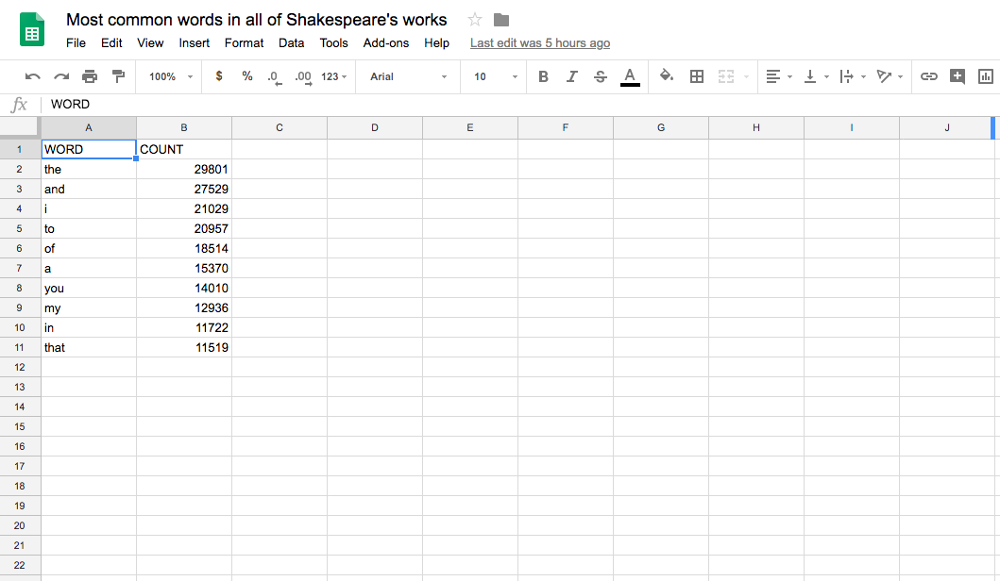 Most common words in all of Shakespeare's works
File Edit View Insert Format Data Tools Add-ons Help Last edit was 5 hours ago
100% $ % .0 .00 123 Arial 10 B I S A
fx WORD
A B C D E F G H I J
1 WORD COUNT
2 the 29801
3 and 27529
4 i 21029
5 to 20957
6 of 18514
7 a 15370
8 you 14010
9 my 12936
10 in 11722
11 that 11519
12
13
14
15
16
17
18
19
20
21
22